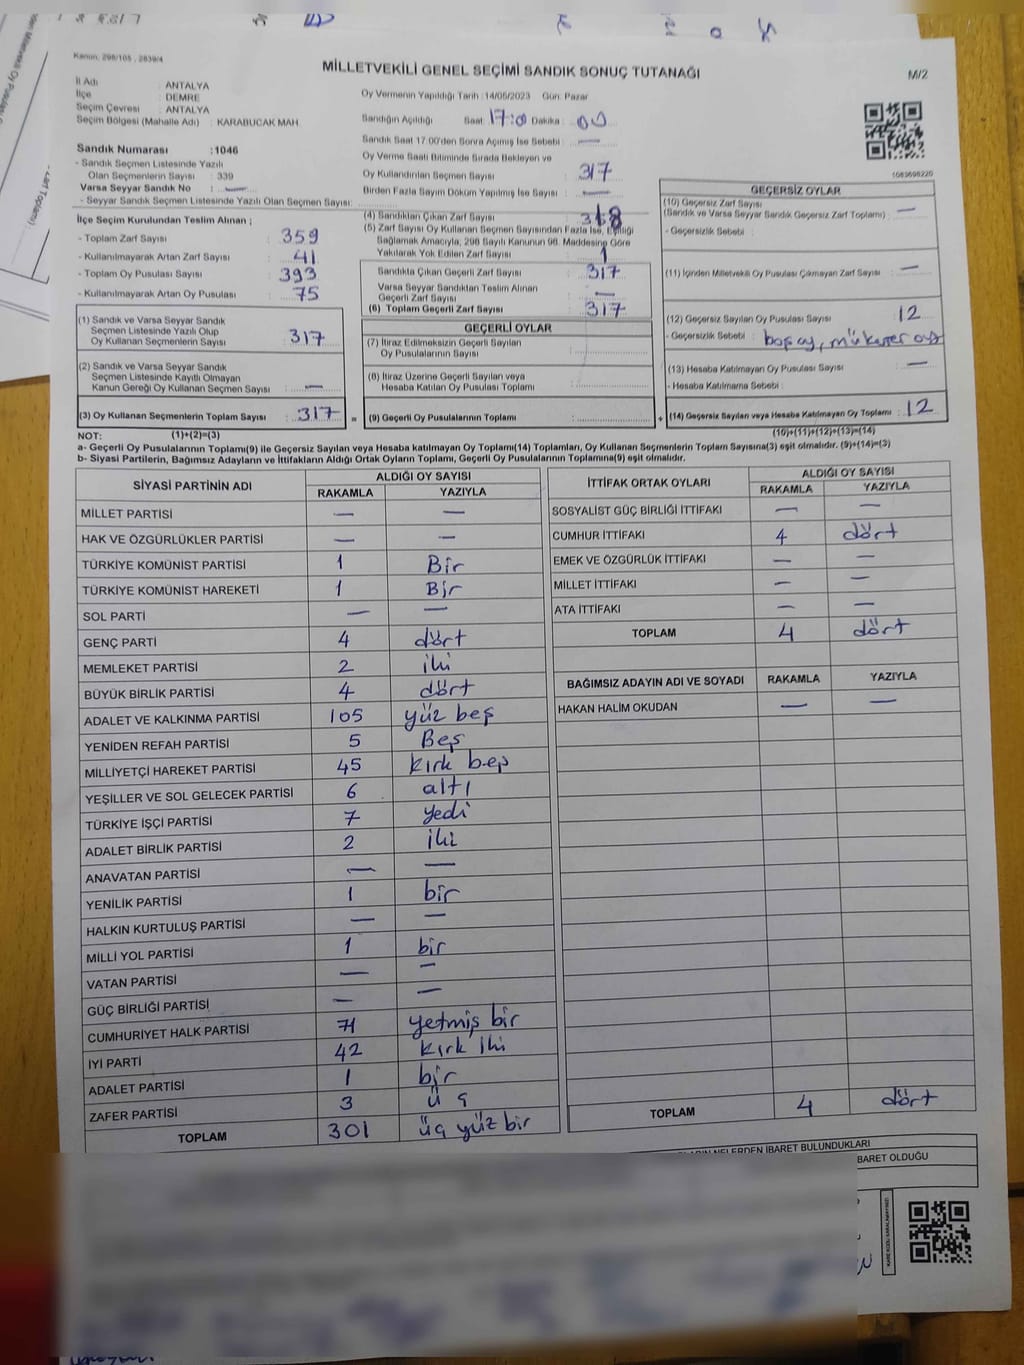 Kanun, 298/105 , 2839/4
MİLLETVEKİLİ GENEL SEÇİMİ SANDIK SONUÇ TUTANAĞI
M/2
İl Adı : ANTALYA
İlçe : DEMRE
Seçim Çevresi : ANTALYA
Seçim Bölgesi (Mahalle Adı) : KARABUCAK MAH.
Oy Vermenin Yapıldığı Tarih :14/05/2023 Gün: Pazar
Sandığın Açıldığı Saat: 17:00 Dakika: 00
Sandık Saat 17:00'den Sonra Açımış İse Sebebi : —
Oy Verme Saati Bitiminde Sırada Bekleyen ve
Oy Kullandırılan Seçmen Sayısı : 317
Birden Fazla Sayım Döküm Yapılmış İse Sayısı : —
Sandık Numarası : 1046
- Sandık Seçmen Listesinde Yazılı
Olan Seçmenlerin Sayısı : 339
Varsa Seyyar Sandık No : —
- Seyyar Sandık Seçmen Listesinde Yazılı Olan Seçmen Sayısı:
1083698220
İlçe Seçim Kurulundan Teslim Alınan ;
- Toplam Zarf Sayısı : 359
- Kullanılmayarak Artan Zarf Sayısı : 41
- Toplam Oy Pusulası Sayısı : 393
- Kullanılmayarak Artan Oy Pusulası : 75
(4) Sandıktan Çıkan Zarf Sayısı : 318
(5) Zarf Sayısı Oy Kullanan Seçmen Sayısından Fazla İse, Eşitliği
Sağlamak Amacıyla, 298 Sayılı Kanunun 98. Maddesine Göre
Yakılarak Yok Edilen Zarf Sayısı : 1
Sandıkta Çıkan Geçerli Zarf Sayısı : 317
Varsa Seyyar Sandıktan Teslim Alınan
Geçerli Zarf Sayısı : —
(6) Toplam Geçerli Zarf Sayısı : 317
GEÇERSİZ OYLAR
(10) Geçersiz Zarf Sayısı
(Sandık ve Varsa Seyyar Sandık Geçersiz Zarf Toplamı) : —
- Geçersizlik Sebebi :
(11) İçinden Milletvekili Oy Pusulası Çıkmayan Zarf Sayısı : —
(12) Geçersiz Sayılan Oy Pusulası Sayısı : 12
- Geçersizlik Sebebi : boş oy, mükerrer oy
(13) Hesaba Katılmayan Oy Pusulası Sayısı : —
- Hesaba Katılmama Sebebi :
(14) Geçersiz Sayılan veya Hesaba Katılmayan Oy Toplamı : 12
(10)+(11)+(12)+(13)=(14)
(1) Sandık ve Varsa Seyyar Sandık
Seçmen Listesinde Yazılı Olup
Oy Kullanan Seçmenlerin Sayısı : 317
(2) Sandık ve Varsa Seyyar Sandık
Seçmen Listesinde Kayıtlı Olmayan
Kanun Gereği Oy Kullanan Seçmen Sayısı : —
(3) Oy Kullanan Seçmenlerin Toplam Sayısı : 317 =
(1)+(2)=(3)
GEÇERLİ OYLAR
(7) İtiraz Edilmeksizin Geçerli Sayılan
Oy Pusulalarının Sayısı :
(8) İtiraz Üzerine Geçerli Sayılan veya
Hesaba Katılan Oy Pusulası Toplamı :
(9) Geçerli Oy Pusulalarının Toplamı : +
NOT:
a- Geçerli Oy Pusulalarının Toplamı(9) ile Geçersiz Sayılan veya Hesaba katılmayan Oy Toplamı(14) Toplamları, Oy Kullanan Seçmenlerin Toplam Sayısına(3) eşit olmalıdır. (9)+(14)=(3)
b- Siyasi Partilerin, Bağımsız Adayların ve İttifakların Aldığı Ortak Oyların Toplamı, Geçerli Oy Pusulalarının Toplamına(9) eşit olmalıdır.
SİYASİ PARTİNİN ADI ALDIĞI OY SAYISI
RAKAMLA YAZIYLA
MİLLET PARTİSİ — —
HAK VE ÖZGÜRLÜKLER PARTİSİ — —
TÜRKİYE KOMÜNİST PARTİSİ 1 Bir
TÜRKİYE KOMÜNİST HAREKETİ 1 Bir
SOL PARTİ — —
GENÇ PARTİ 4 dört
MEMLEKET PARTİSİ 2 iki
BÜYÜK BİRLİK PARTİSİ 4 dört
ADALET VE KALKINMA PARTİSİ 105 yüz beş
YENİDEN REFAH PARTİSİ 5 Beş
MİLLİYETÇİ HAREKET PARTİSİ 45 kırk beş
YEŞİLLER VE SOL GELECEK PARTİSİ 6 altı
TÜRKİYE İŞÇİ PARTİSİ 7 yedi
ADALET BİRLİK PARTİSİ 2 iki
ANAVATAN PARTİSİ — —
YENİLİK PARTİSİ 1 bir
HALKIN KURTULUŞ PARTİSİ — —
MİLLİ YOL PARTİSİ 1 bir
VATAN PARTİSİ — —
GÜÇ BİRLİĞİ PARTİSİ — —
CUMHURİYET HALK PARTİSİ 71 yetmiş bir
İYİ PARTİ 42 kırk iki
ADALET PARTİSİ 1 bir
ZAFER PARTİSİ 3 üç
TOPLAM 301 üç yüz bir
İTTİFAK ORTAK OYLARI ALDIĞI OY SAYISI
RAKAMLA YAZIYLA
SOSYALİST GÜÇ BİRLİĞİ İTTİFAKI — —
CUMHUR İTTİFAKI 4 dört
EMEK VE ÖZGÜRLÜK İTTİFAKI — —
MİLLET İTTİFAKI — —
ATA İTTİFAKI — —
TOPLAM 4 dört
BAĞIMSIZ ADAYIN ADI VE SOYADI RAKAMLA YAZIYLA
HAKAN HALİM OKUDAN — —
TOPLAM 4 dört
NELERDEN İBARET BULUNDUKLARI
BARET OLDUĞU